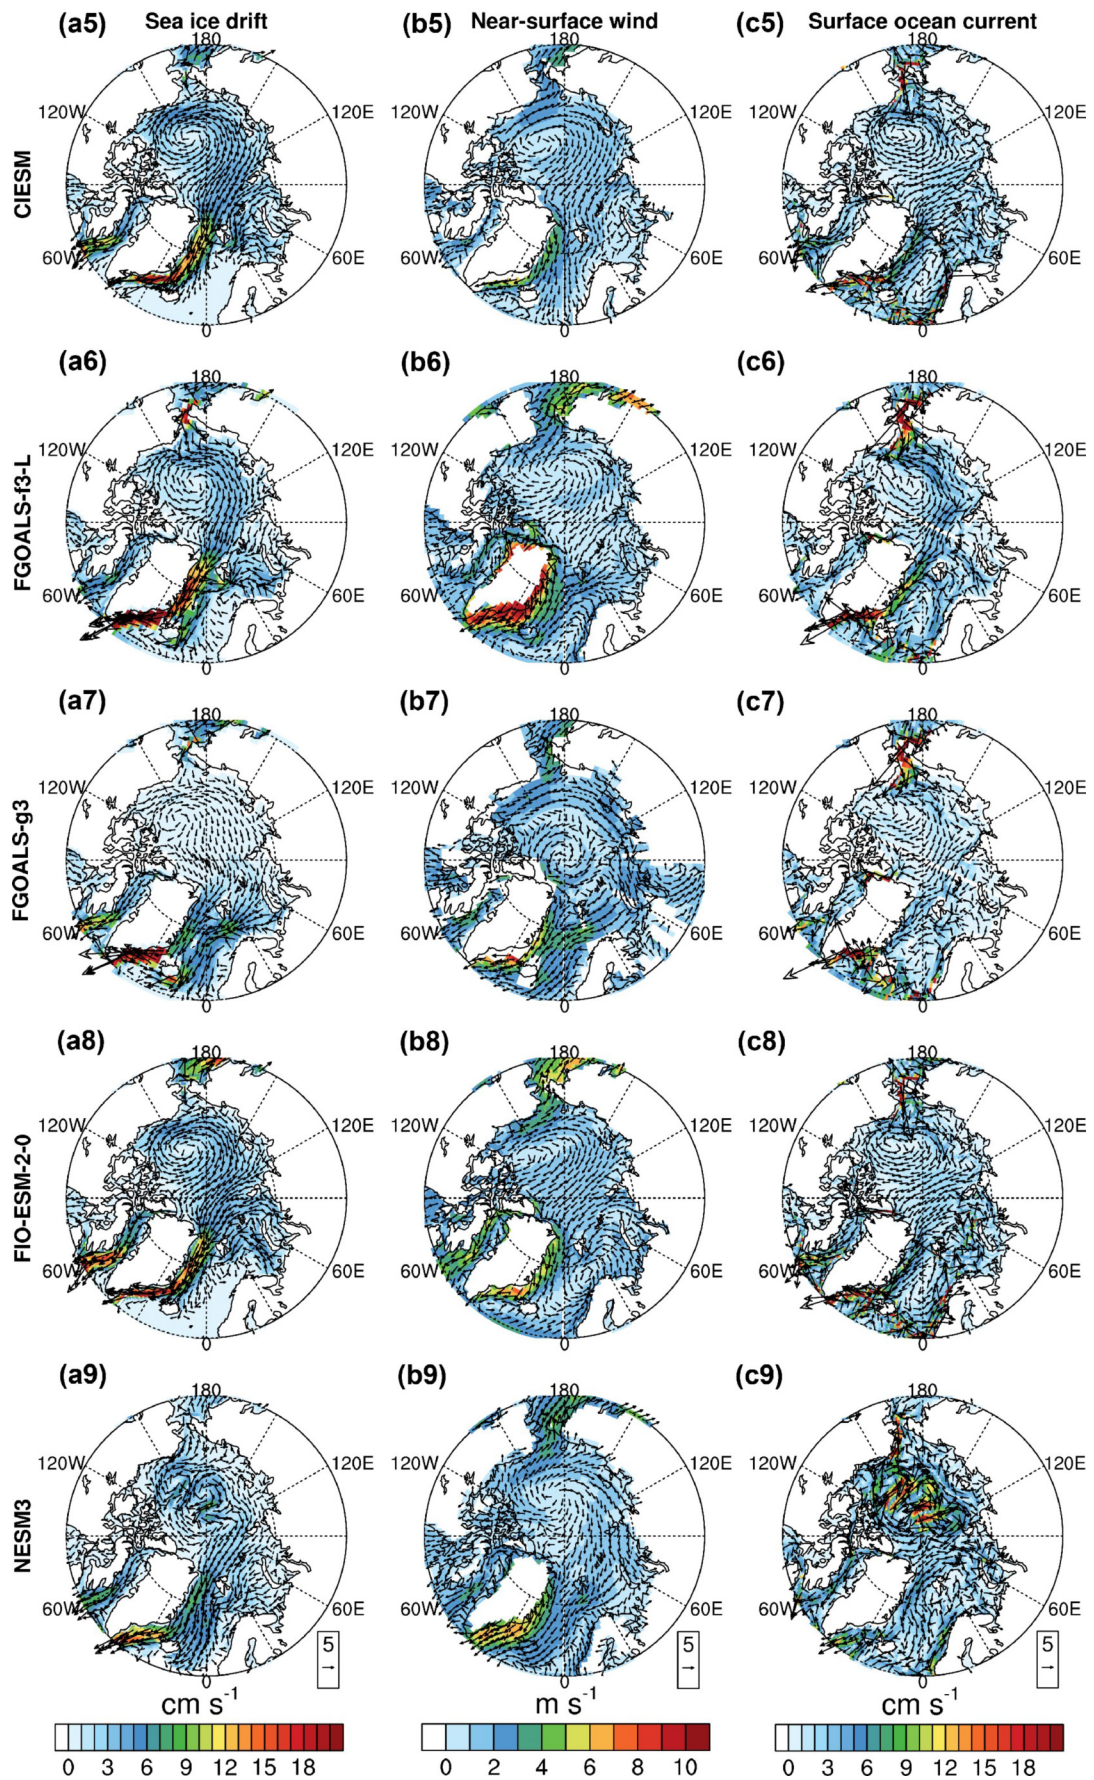 (a5) Sea ice drift (b5) Near-surface wind (c5) Surface ocean current
180 180 180
120W 120E 120W 120E 120W 120E
CIESM
60W 60E 60W 60E 60W 60E
0 0 0
(a6) (b6) (c6)
180 180 180
120W 120E 120W 120E 120W 120E
FGOALS-f3-L
60W 60E 60W 60E 60W 60E
0 0 0
(a7) (b7) (c7)
180 180 180
120W 120E 120W 120E 120W 120E
FGOALS-g3
60W 60E 60W 60E 60W 60E
0 0 0
(a8) (b8) (c8)
180 180 180
120W 120E 120W 120E 120W 120E
FIO-ESM-2-0
60W 60E 60W 60E 60W 60E
0 0 0
(a9) (b9) (c9)
180 180 180
120W 120E 120W 120E 120W 120E
NESM3
60W 60E 60W 60E 60W 60E
5 5 5
0 0 0
cm s⁻¹ m s⁻¹ cm s⁻¹
0 3 6 9 12 15 18 0 2 4 6 8 10 0 3 6 9 12 15 18